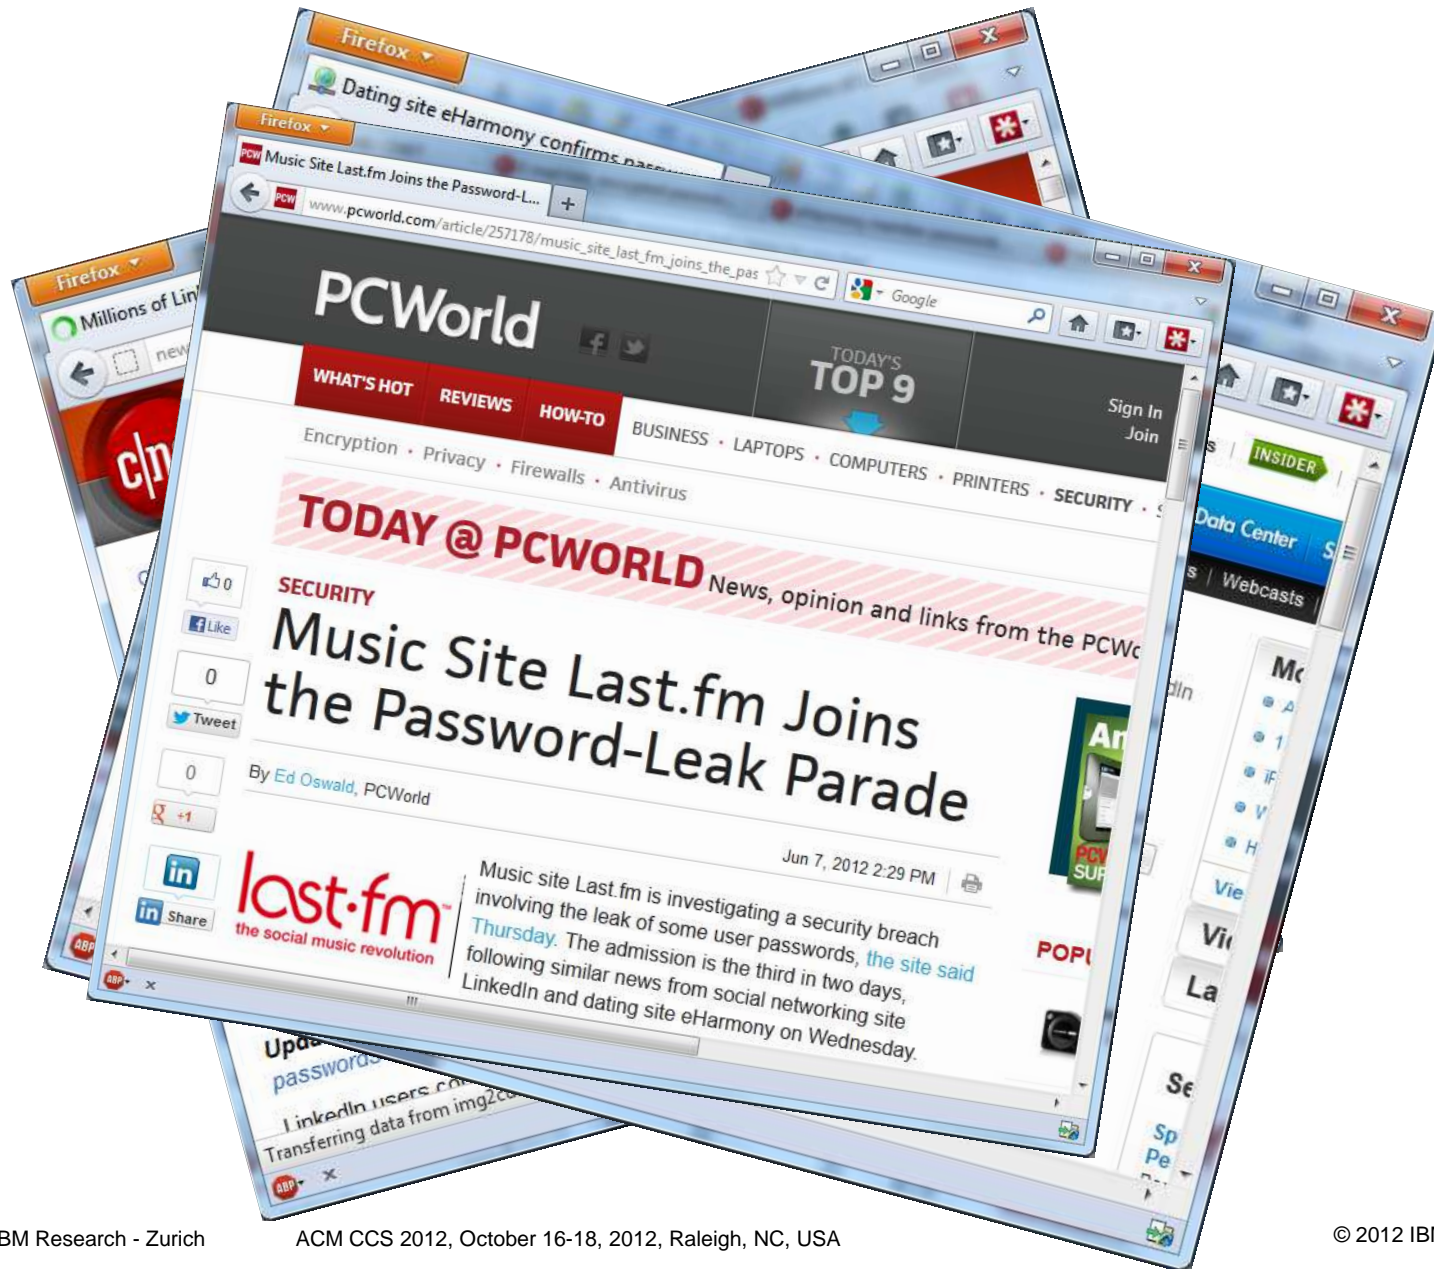 Firefox
Dating site eHarmony confirms
Firefox
Music Site Last.fm Joins the Password-L...
PCW
www.pcworld.com/article/257178/music_site_last_fm_joins_the_pas
Google
Firefox
Millions of
new
PCWorld
TODAY'S
TOP 9
Sign In
Join
WHAT'S HOT
REVIEWS
HOW-TO
BUSINESS • LAPTOPS • COMPUTERS • PRINTERS • SECURITY •
Encryption • Privacy • Firewalls • Antivirus
INSIDER
Data Center
Webcasts
TODAY @ PCWORLD News, opinion and links from the
SECURITY
Music Site Last.fm Joins
the Password-Leak Parade
By Ed Oswald, PCWorld
Jun 7, 2012 2:29 PM
0
Like
0
Tweet
0
+1
in
in Share
last.fm
the social music revolution
Music site Last.fm is investigating a security breach
involving the leak of some user passwords, the site said
Thursday. The admission is the third in two days,
following similar news from social networking site
LinkedIn and dating site eHarmony on Wednesday.
ABP
LinkedIn users
Transferring data from
ABP
BM Research - Zurich
ACM CCS 2012, October 16-18, 2012, Raleigh, NC, USA
© 2012 IB